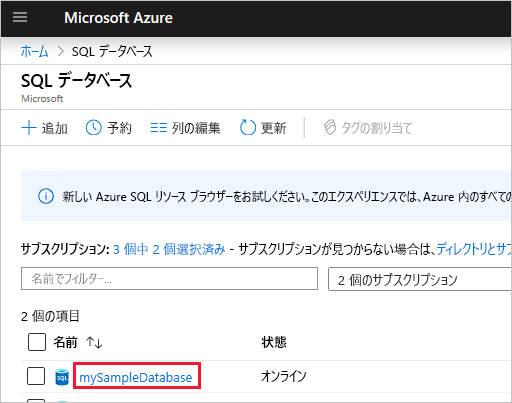 Microsoft Azure
ホーム > SQL データベース
SQL データベース
Microsoft
追加 予約 列の編集 更新 タグの割り当て
新しい Azure SQL リソース ブラウザーをお試しください。このエクスペリエンスでは、Azure 内のすべての
サブスクリプション: 3 個中 2 個選択済み - サブスクリプションが見つからない場合は、ディレクトリとサブ
名前でフィルター... 2 個のサブスクリプション
2 個の項目
名前 ↑↓ 状態
SQL mySampleDatabase オンライン